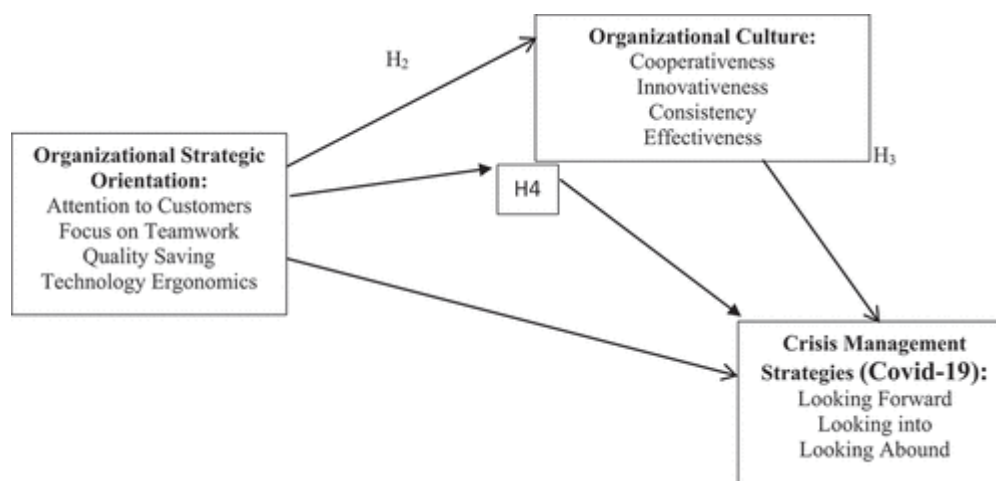 Organizational Culture:
Cooperativeness
Innovativeness
Consistency
Effectiveness
H₂
H₃
Organizational Strategic
Orientation:
Attention to Customers
Focus on Teamwork
Quality Saving
Technology Ergonomics
H4
Crisis Management
Strategies (Covid-19):
Looking Forward
Looking into
Looking Abound